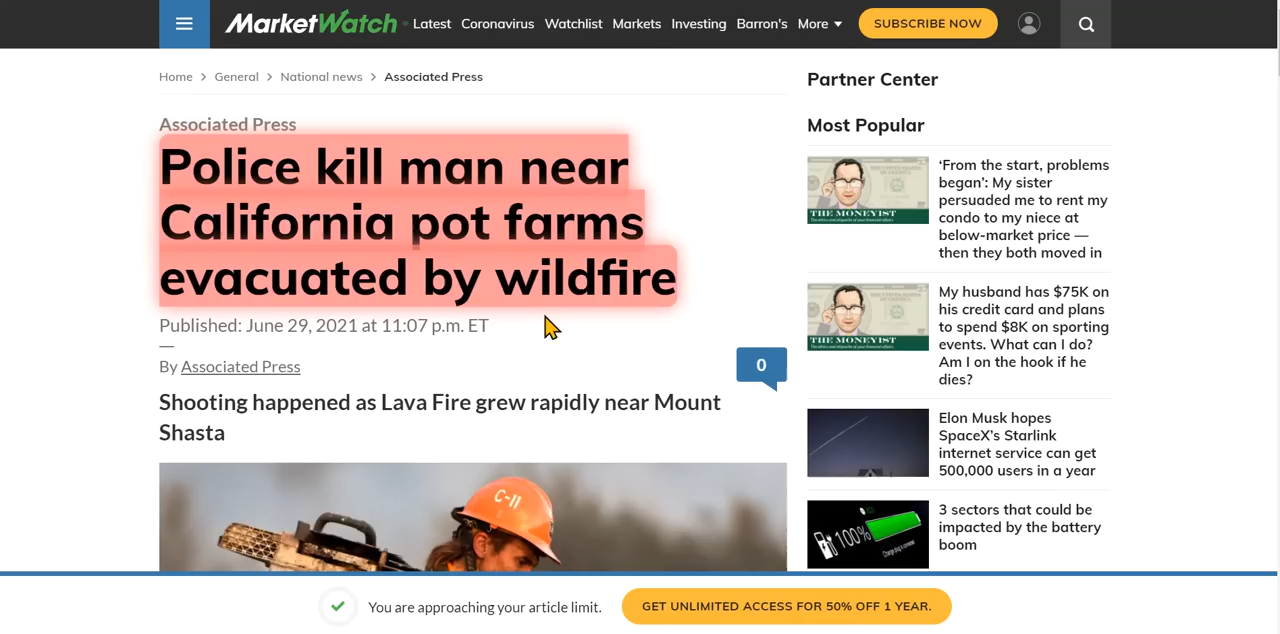 MarketWatch
Latest Coronavirus Watchlist Markets Investing Barron's More
SUBSCRIBE NOW
Home > General > National news > Associated Press
Associated Press
Police kill man near
California pot farms
evacuated by wildfire
Published: June 29, 2021 at 11:07 p.m. ET
—
By Associated Press
0
Shooting happened as Lava Fire grew rapidly near Mount
Shasta
C-11
Partner Center
Most Popular
THE MONEYIST
‘From the start, problems
began’: My sister
persuaded me to rent my
condo to my niece at
below-market price —
then they both moved in
THE MONEYIST
My husband has $75K on
his credit card and plans
to spend $8K on sporting
events. What can I do?
Am I on the hook if he
dies?
Elon Musk hopes
SpaceX’s Starlink
internet service can get
500,000 users in a year
100%
3 sectors that could be
impacted by the battery
boom
You are approaching your article limit.
GET UNLIMITED ACCESS FOR 50% OFF 1 YEAR.